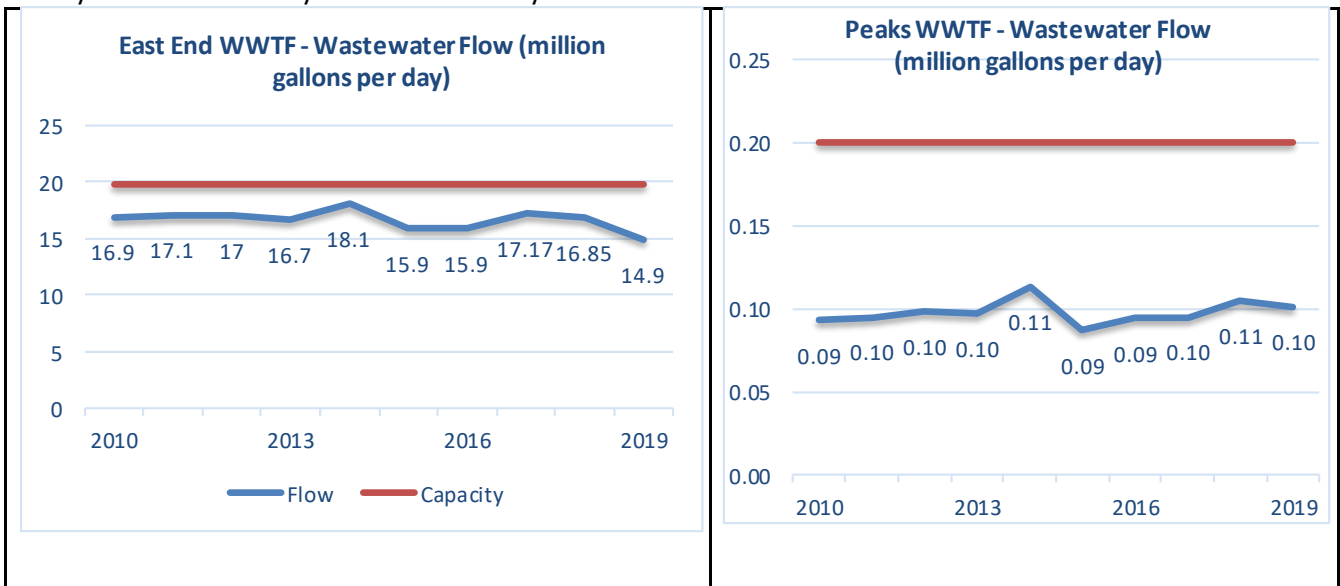 East End WWTF - Wastewater Flow (million
gallons per day)
25
20
15
10
5
0
16.9 17.1 17 16.7 18.1 15.9 15.9 17.17 16.85 14.9
2010 2013 2016 2019
Flow Capacity
Peaks WWTF - Wastewater Flow
(million gallons per day)
0.25
0.20
0.15
0.10
0.05
0.00
0.09 0.10 0.10 0.10 0.11 0.09 0.09 0.10 0.11 0.10
2010 2013 2016 2019